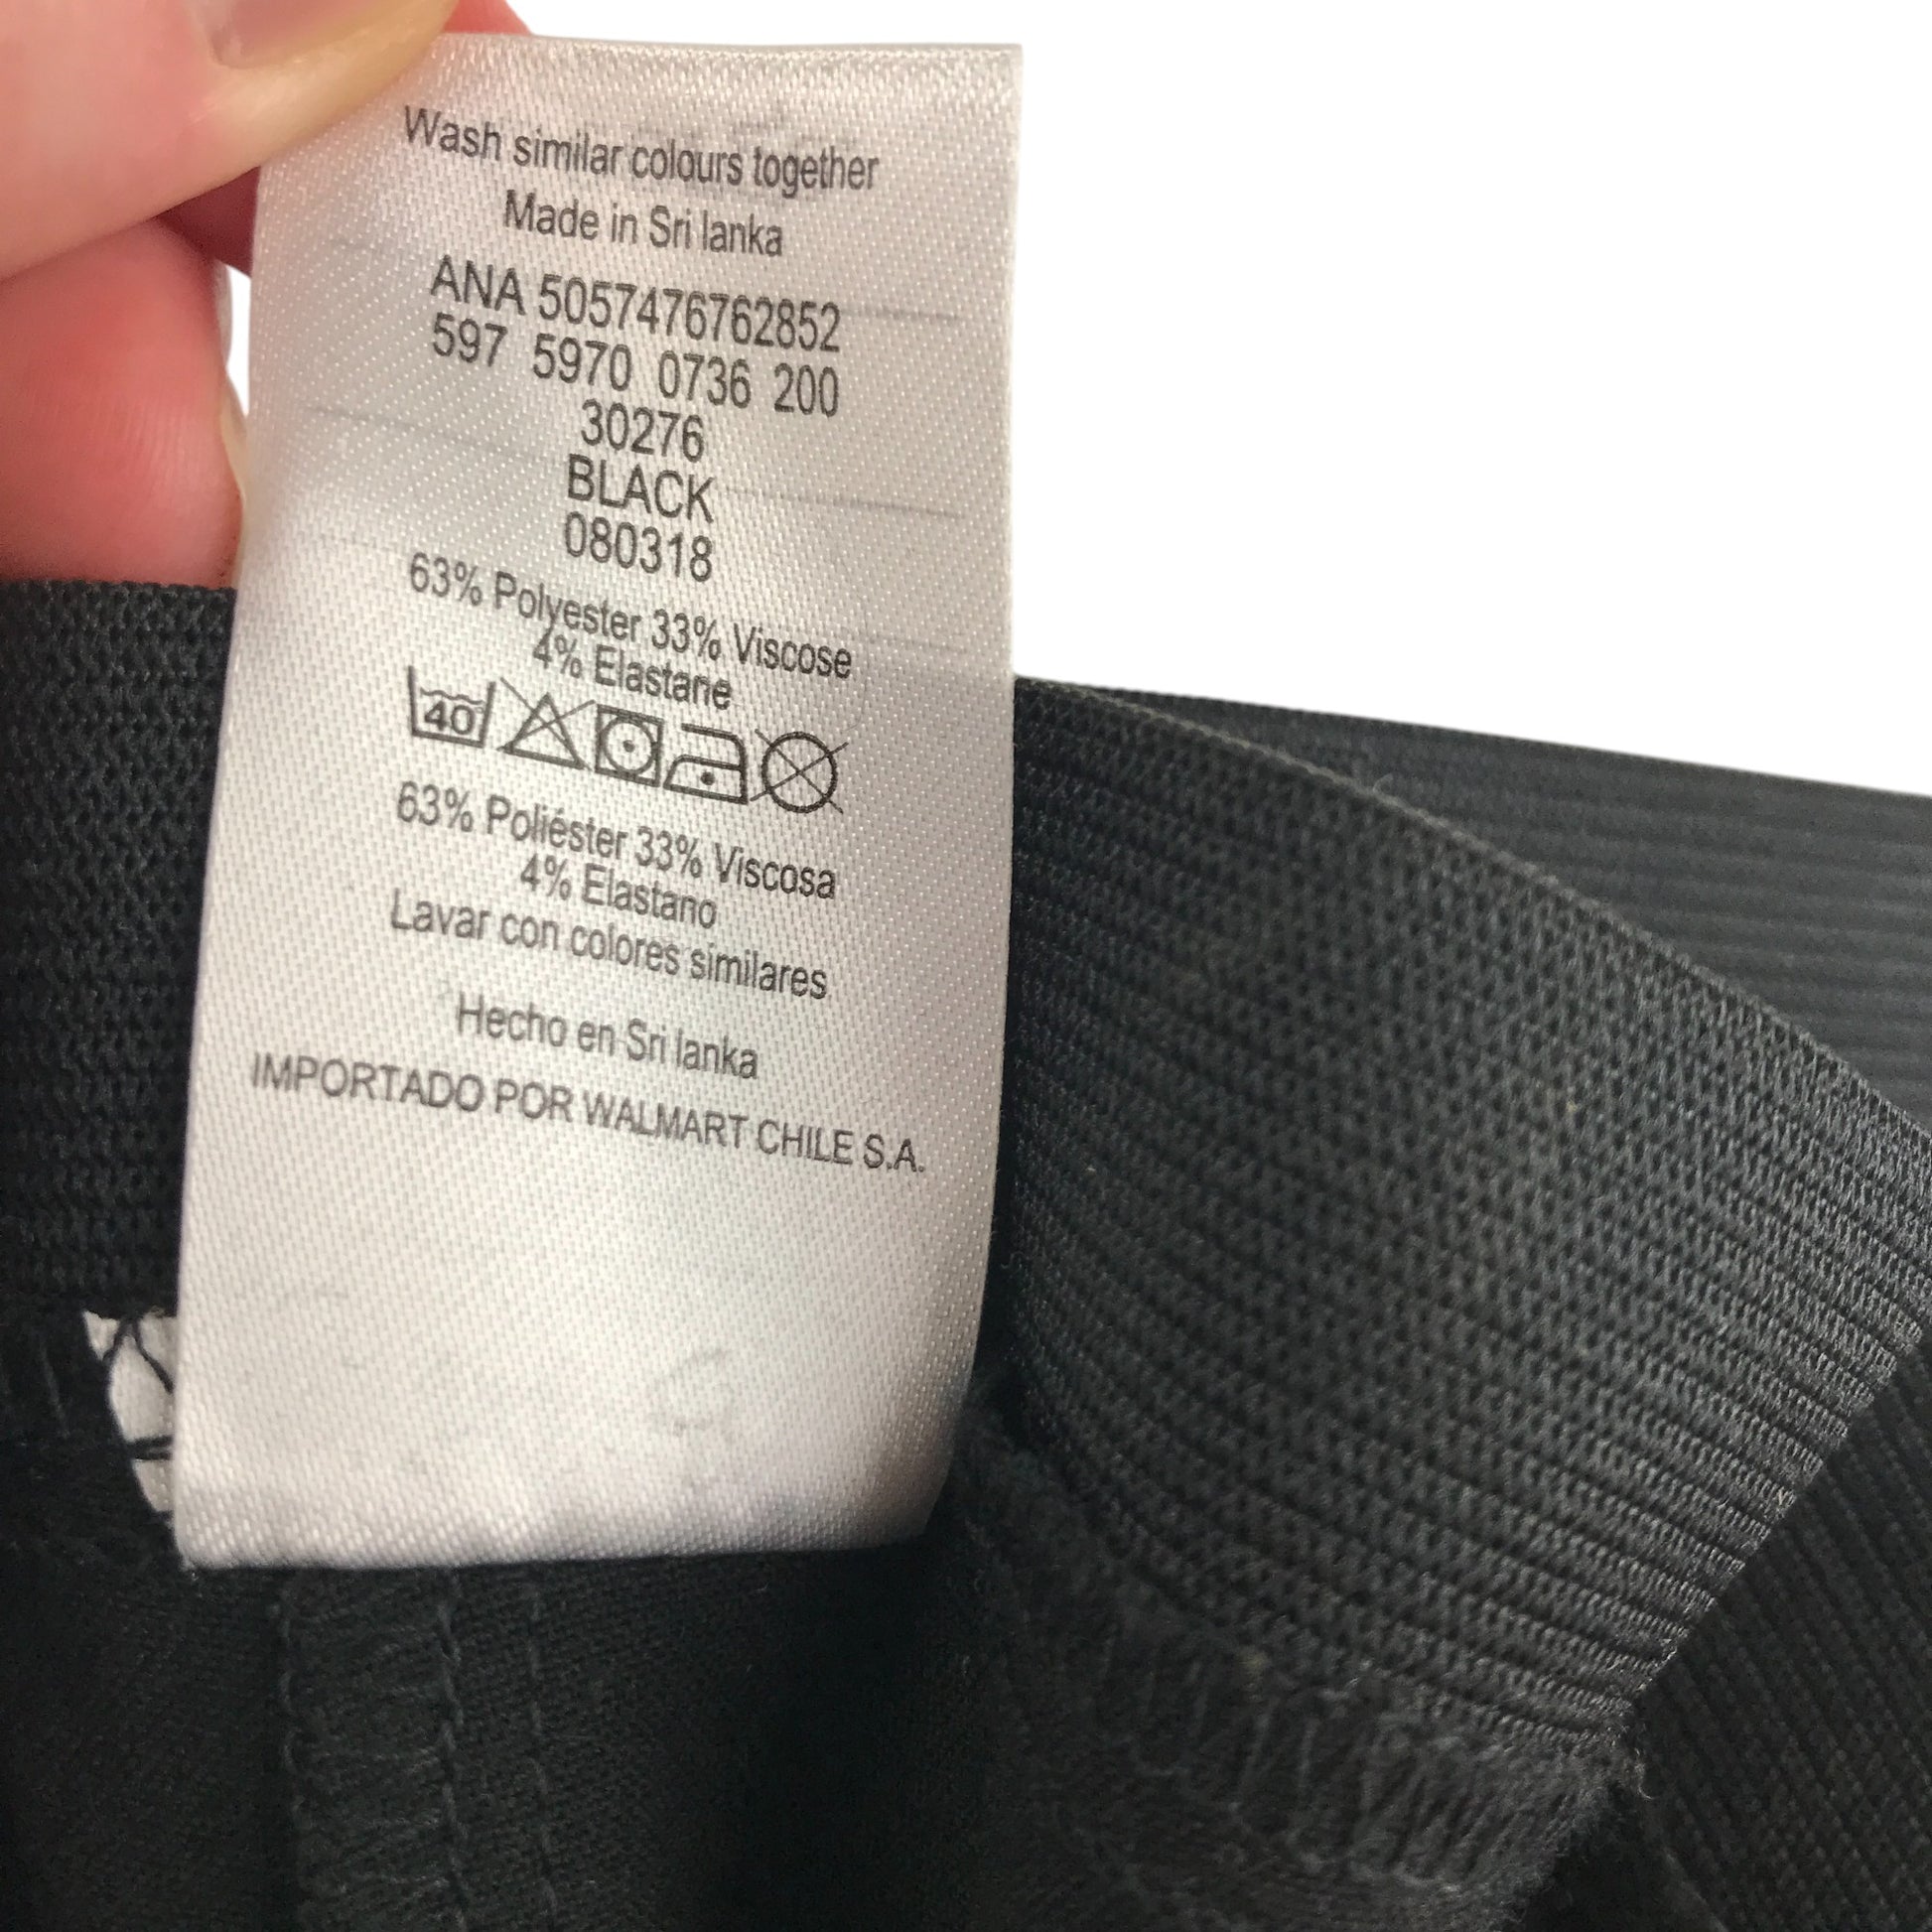 Wash similar colours together
Made in Sri lanka
ANA 5057476762852
597 5970 0736 200
30276
BLACK
080318
63% Polyester 33% Viscose
4% Elastane
40
63% Poliéster 33% Viscosa
4% Elastano
Lavar con colores similares
Hecho en Sri lanka
IMPORTADO POR WALMART CHILE S.A.